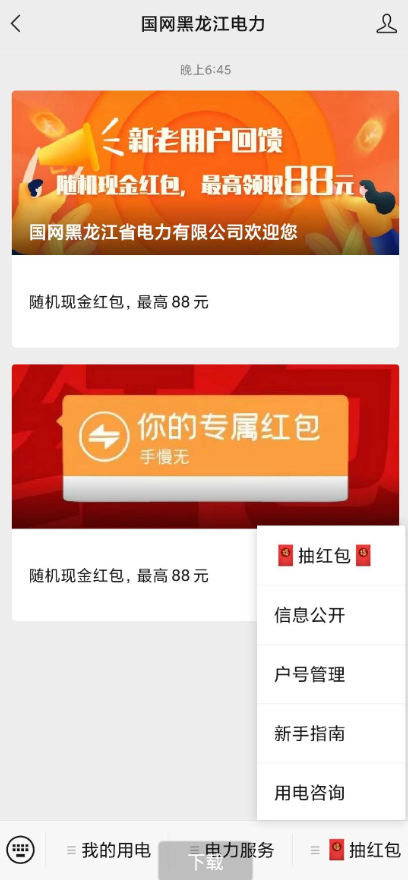 国网黑龙江电力
晚上6:45
新老用户回馈
随机现金红包，最高领取88元
国网黑龙江省电力有限公司欢迎您
随机现金红包，最高 88 元
红包
你的专属红包
手慢无
随机现金红包，最高 88 元
抽红包
信息公开
户号管理
新手指南
用电咨询
我的用电
电力服务
抽红包
下载